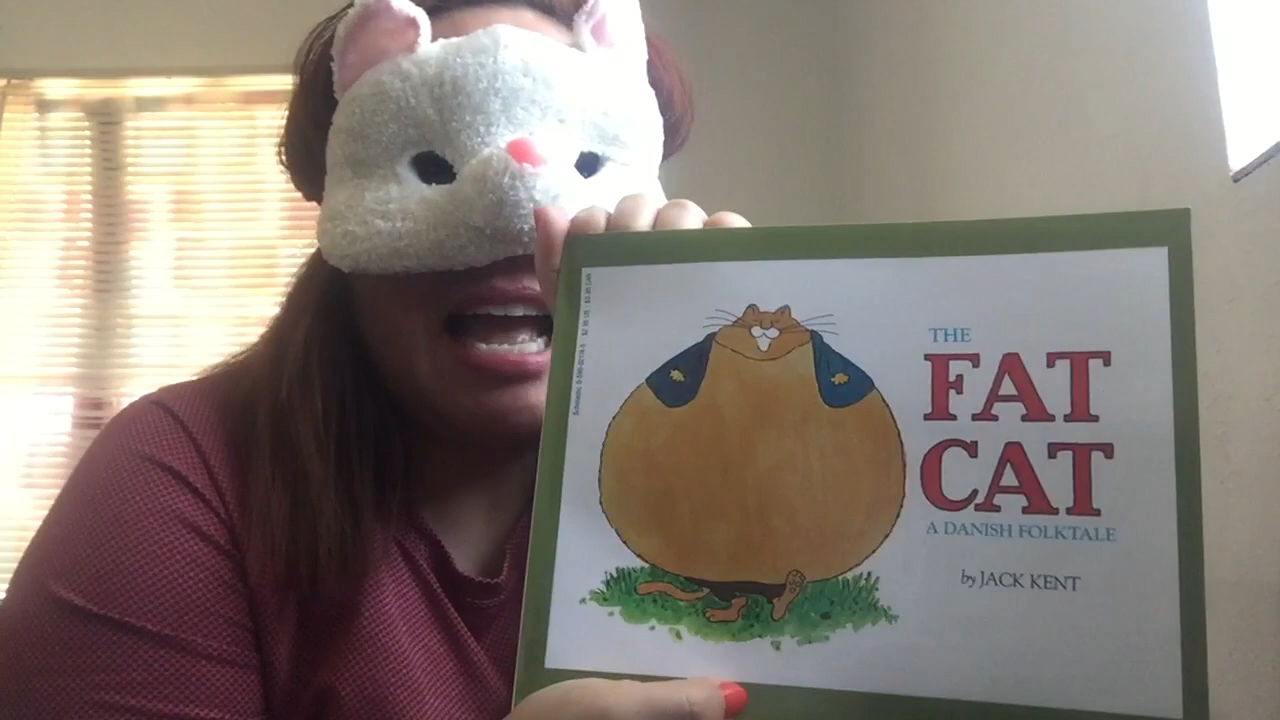 THE
FAT
CAT
A DANISH FOLKTALE
by JACK KENT